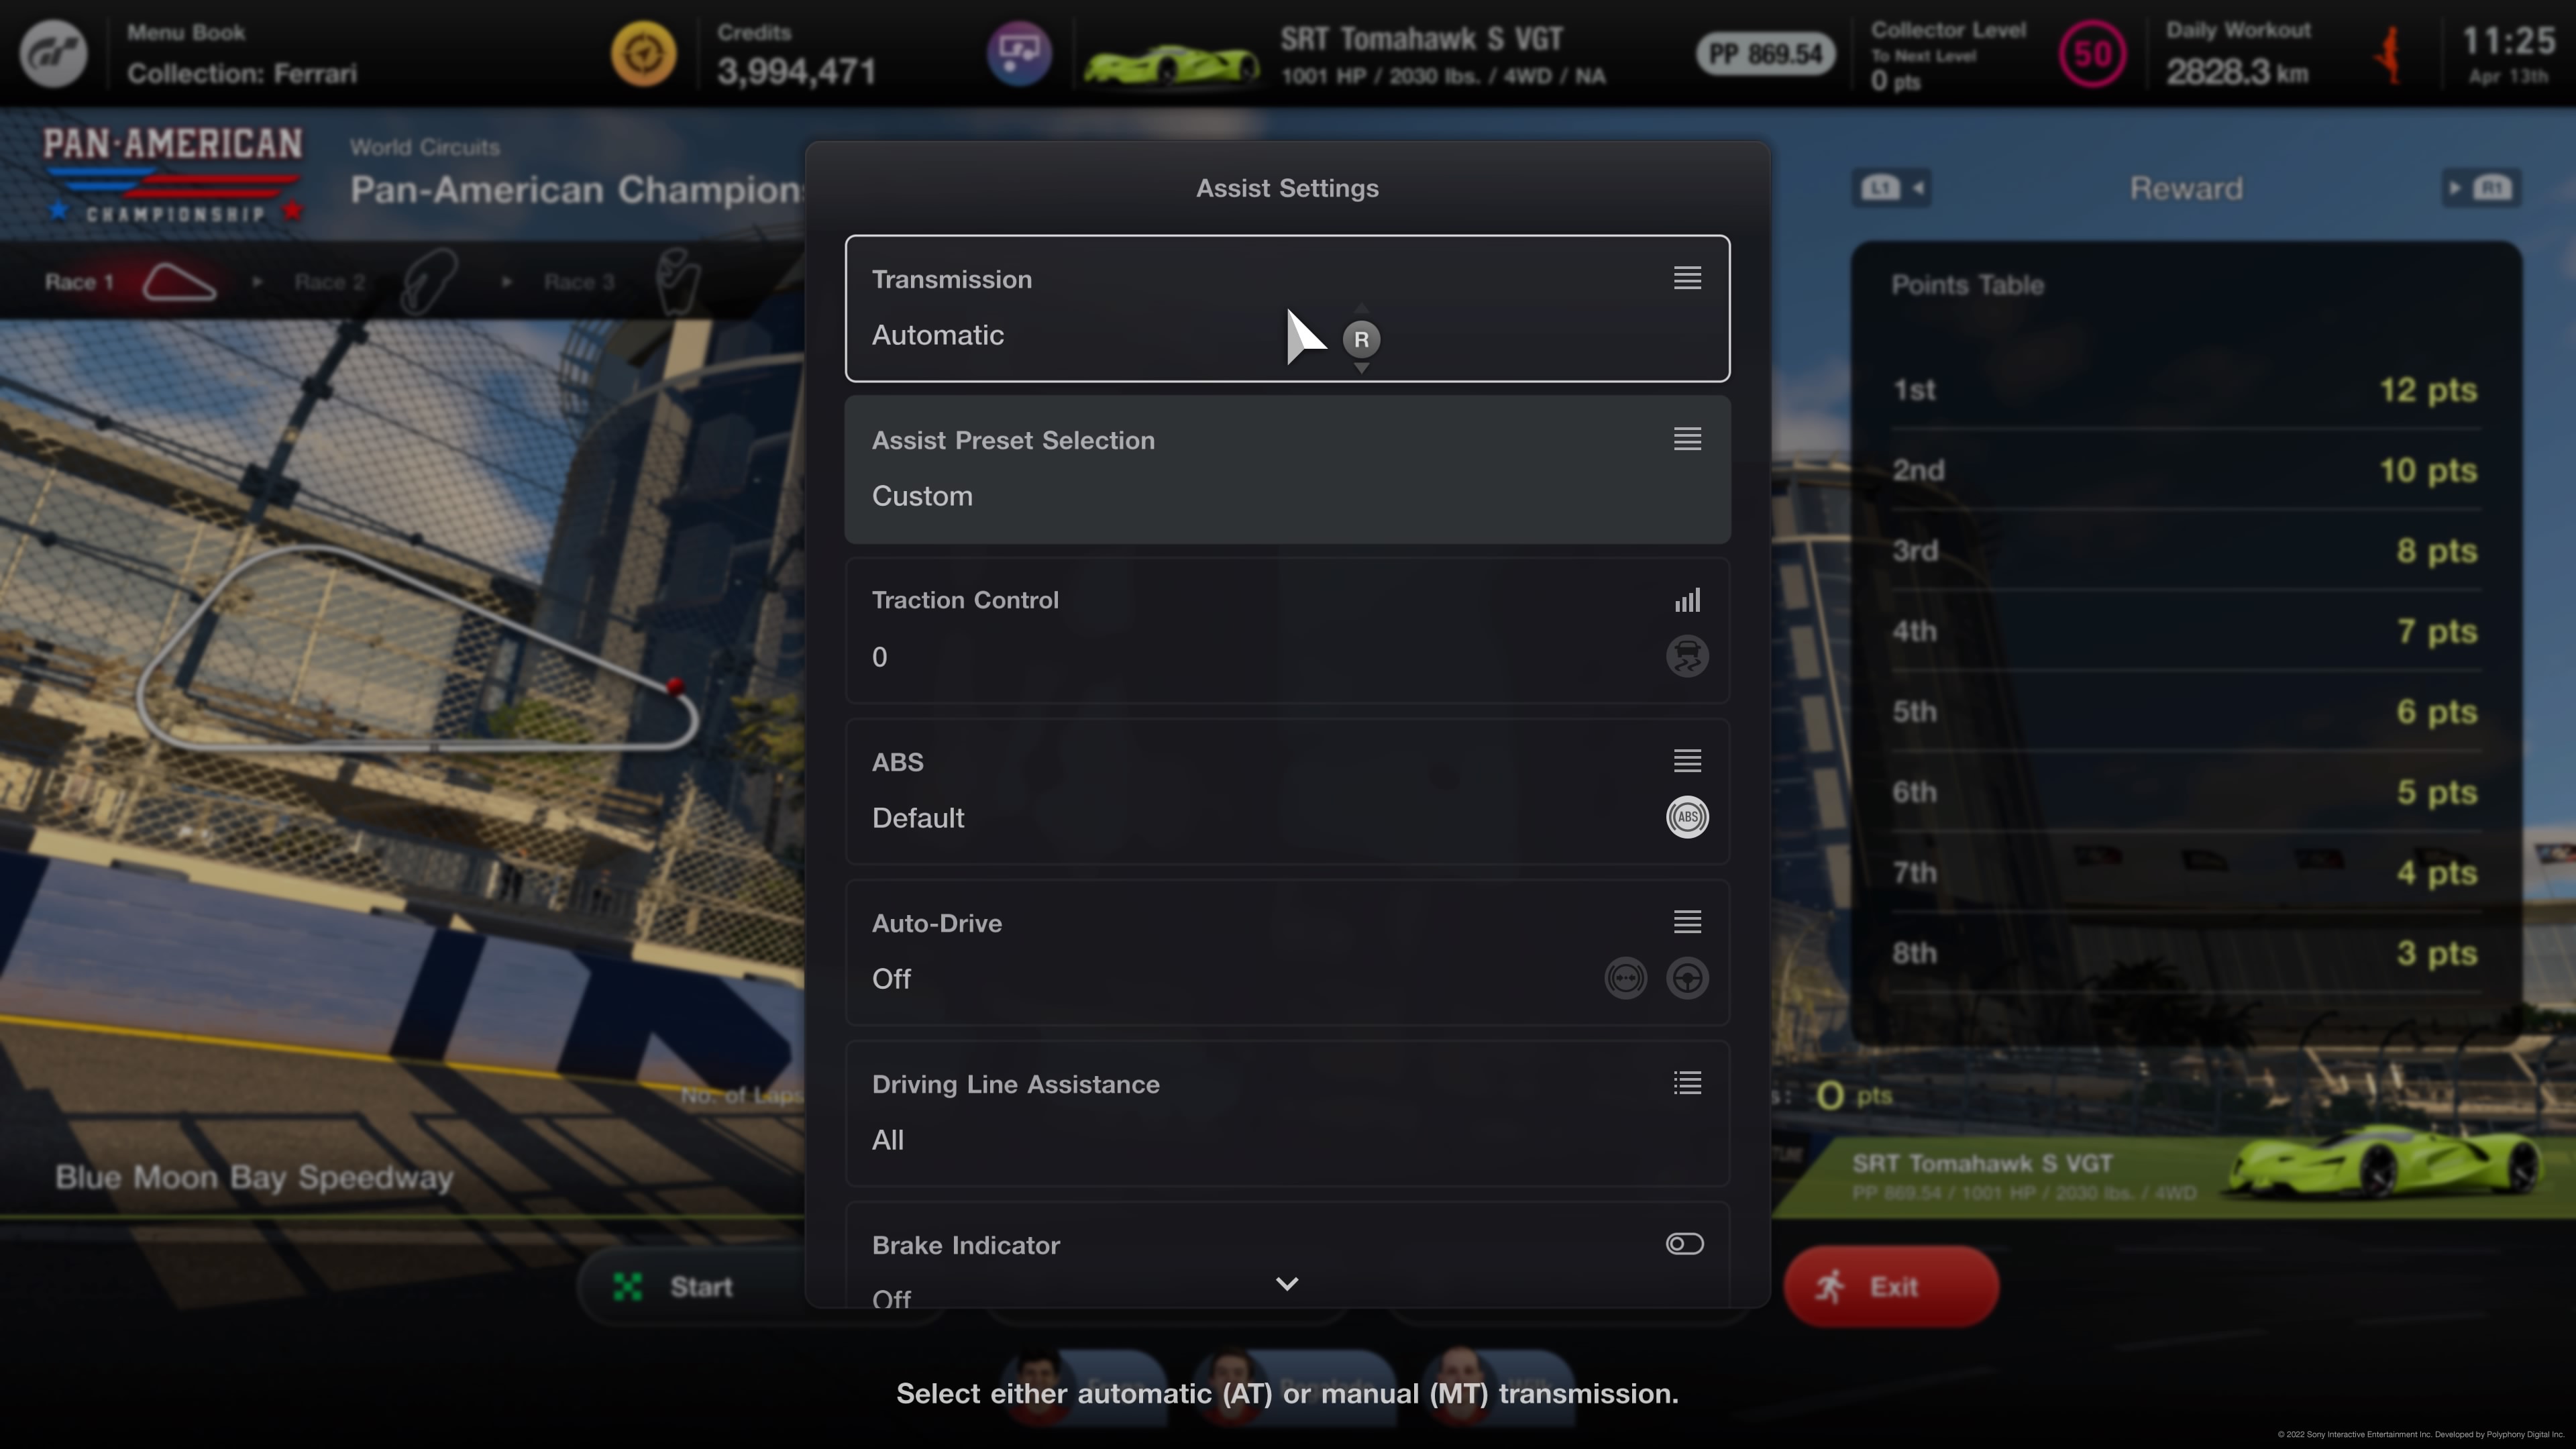 Menu Book
Collection: Ferrari
Credits
3,994,471
SRT Tomahawk S VGT
1001 HP / 2030 lbs. / 4WD / NA
PP 869.54
Collector Level
To Next Level
0 pts
50
Daily Workout
2828.3 km
11:25
Apr 13th
PAN-AMERICAN
CHAMPIONSHIP
World Circuits
Pan-American Champions
Race 1
Race 2
Race 3
Assist Settings
Transmission
Automatic
R
Assist Preset Selection
Custom
Traction Control
0
ABS
Default
ABS
Auto-Drive
Off
Driving Line Assistance
All
Brake Indicator
Off
L1
Reward
R1
Points Table
1st 12 pts
2nd 10 pts
3rd 8 pts
4th 7 pts
5th 6 pts
6th 5 pts
7th 4 pts
8th 3 pts
No. of Laps
s: 0 pts
Blue Moon Bay Speedway
SRT Tomahawk S VGT
PP 869.54 / 1001 HP / 2030 lbs. / 4WD
Start
Exit
Select either automatic (AT) or manual (MT) transmission.
© 2022 Sony Interactive Entertainment Inc. Developed by Polyphony Digital Inc.